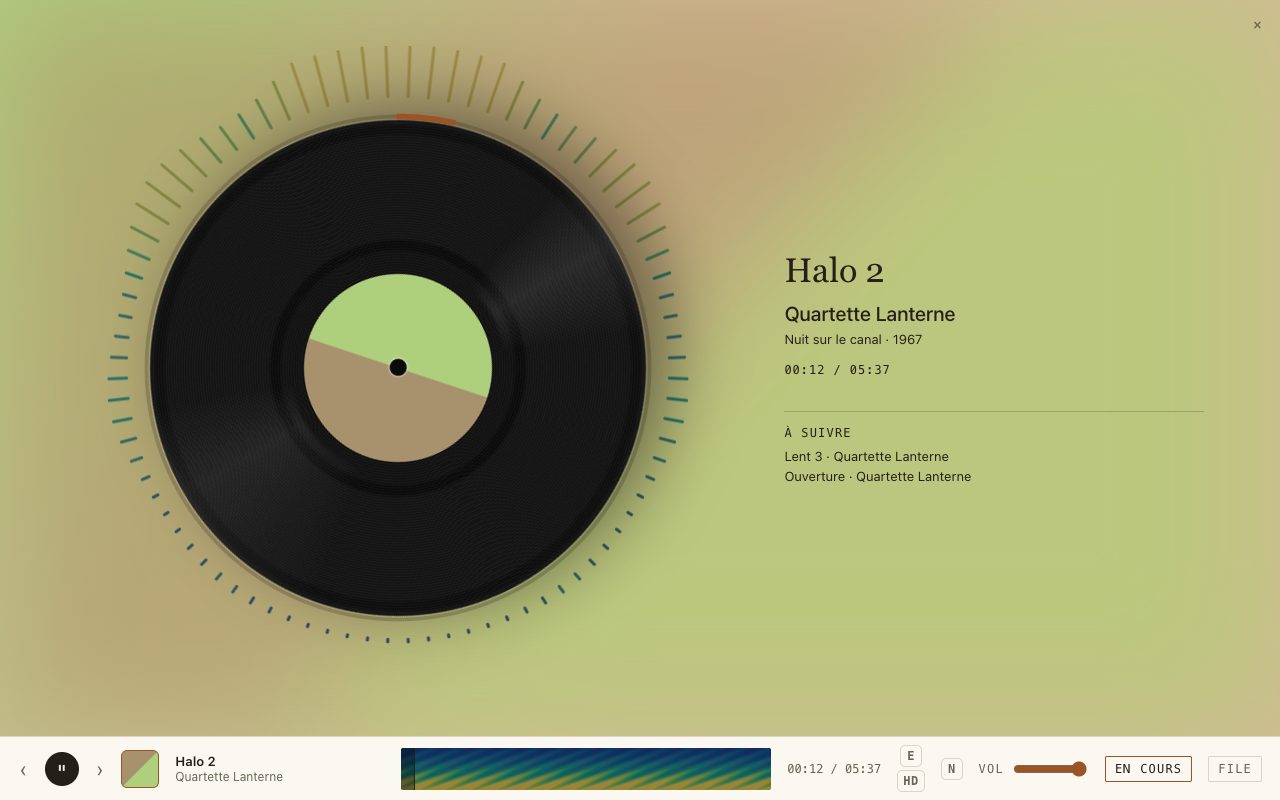 ×
Halo 2
Quartette Lanterne
Nuit sur le canal · 1967
00:12 / 05:37
À SUIVRE
Lent 3 · Quartette Lanterne
Ouverture · Quartette Lanterne
‹ ›
Halo 2
Quartette Lanterne
00:12 / 05:37
E
HD
N
VOL
EN COURS
FILE